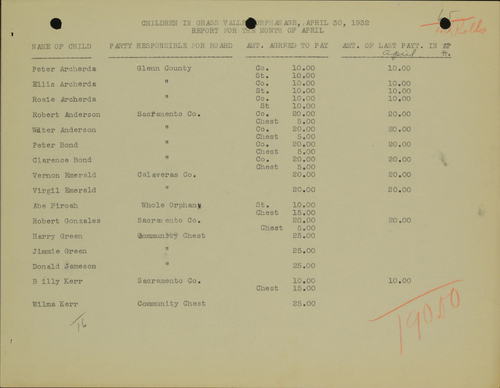 CHILDREN IN GRASS VALLEY ORPHANAGE, APRIL 30, 1932
REPORT FOR THE MONTH OF APRIL
NAME OF CHILD PARTY RESPONSIBLE FOR BOARD AMT. AGREED TO PAY AMT. OF LAST PAYT. IN
April
Peter Archerda Glenn County Co. 10.00 10.00
St. 10.00
Ellis Archerda " Co. 10.00 10.00
St. 10.00 10.00
Rosie Archerda " Co. 10.00 10.00
St 10.00
Robert Anderson Sacramento Co. Co. 20.00 20.00
Chest 5.00
Walter Anderson " Co. 20.00 20.00
Chest 5.00
Peter Bond " Co. 20.00 20.00
Chest 5.00
Clarence Bond " Co. 20.00 20.00
Chest 5.00
Vernon Emerald Calaveras Co. 20.00 20.00
Virgil Emerald " 20.00 20.00
Abe Firosh Whole Orphans St. 10.00
Chest 15.00
Robert Gonzales Sacramento Co. 20.00 20.00
Chest 5.00
Harry Green Community Chest 25.00
Jimmie Green " 25.00
Donald Jameson " 25.00
Billy Kerr Sacramento Co. 10.00 10.00
Chest 15.00
Wilma Kerr Community Chest 25.00
16
190.00